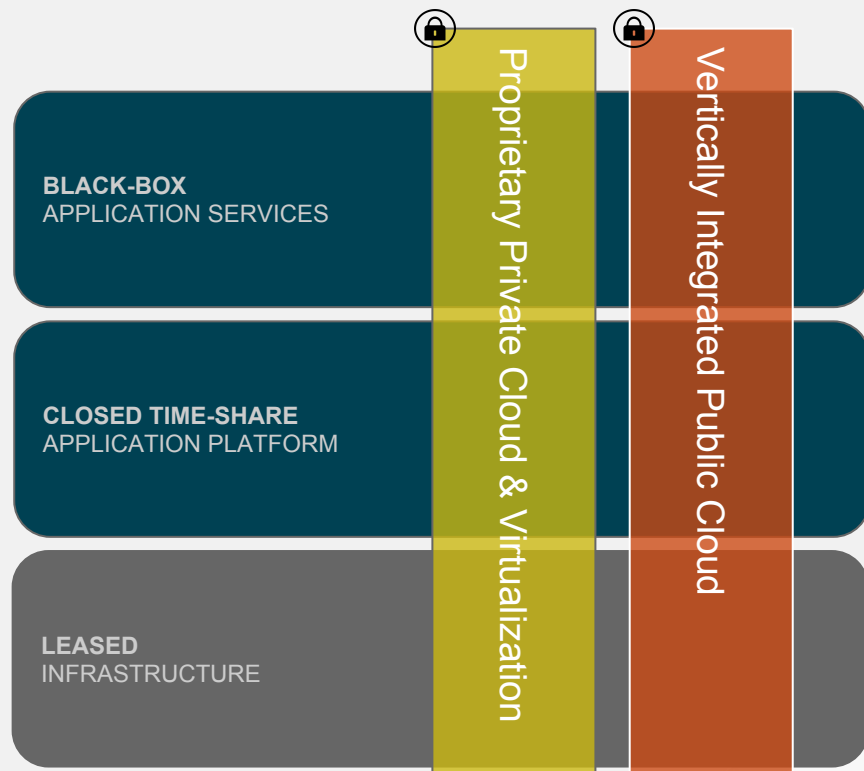 Proprietary Private Cloud & Virtualization
Vertically Integrated Public Cloud
BLACK-BOX
APPLICATION SERVICES
CLOSED TIME-SHARE
APPLICATION PLATFORM
LEASED
INFRASTRUCTURE